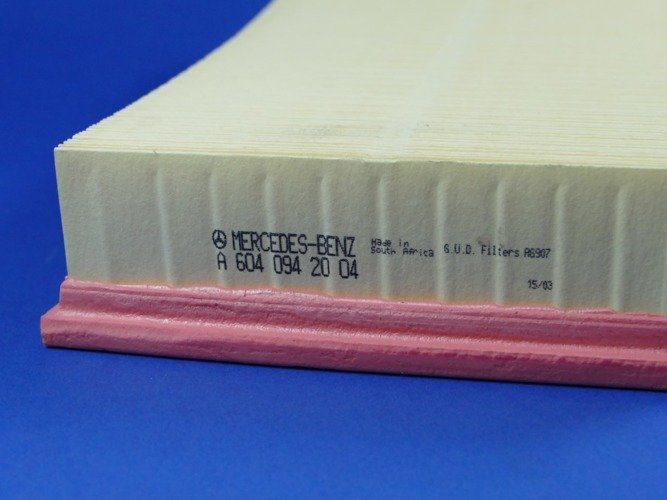 MERCEDES-BENZ
A 604 094 20 04
Made in
South Africa
G.U.D. Filters AG907
15/03